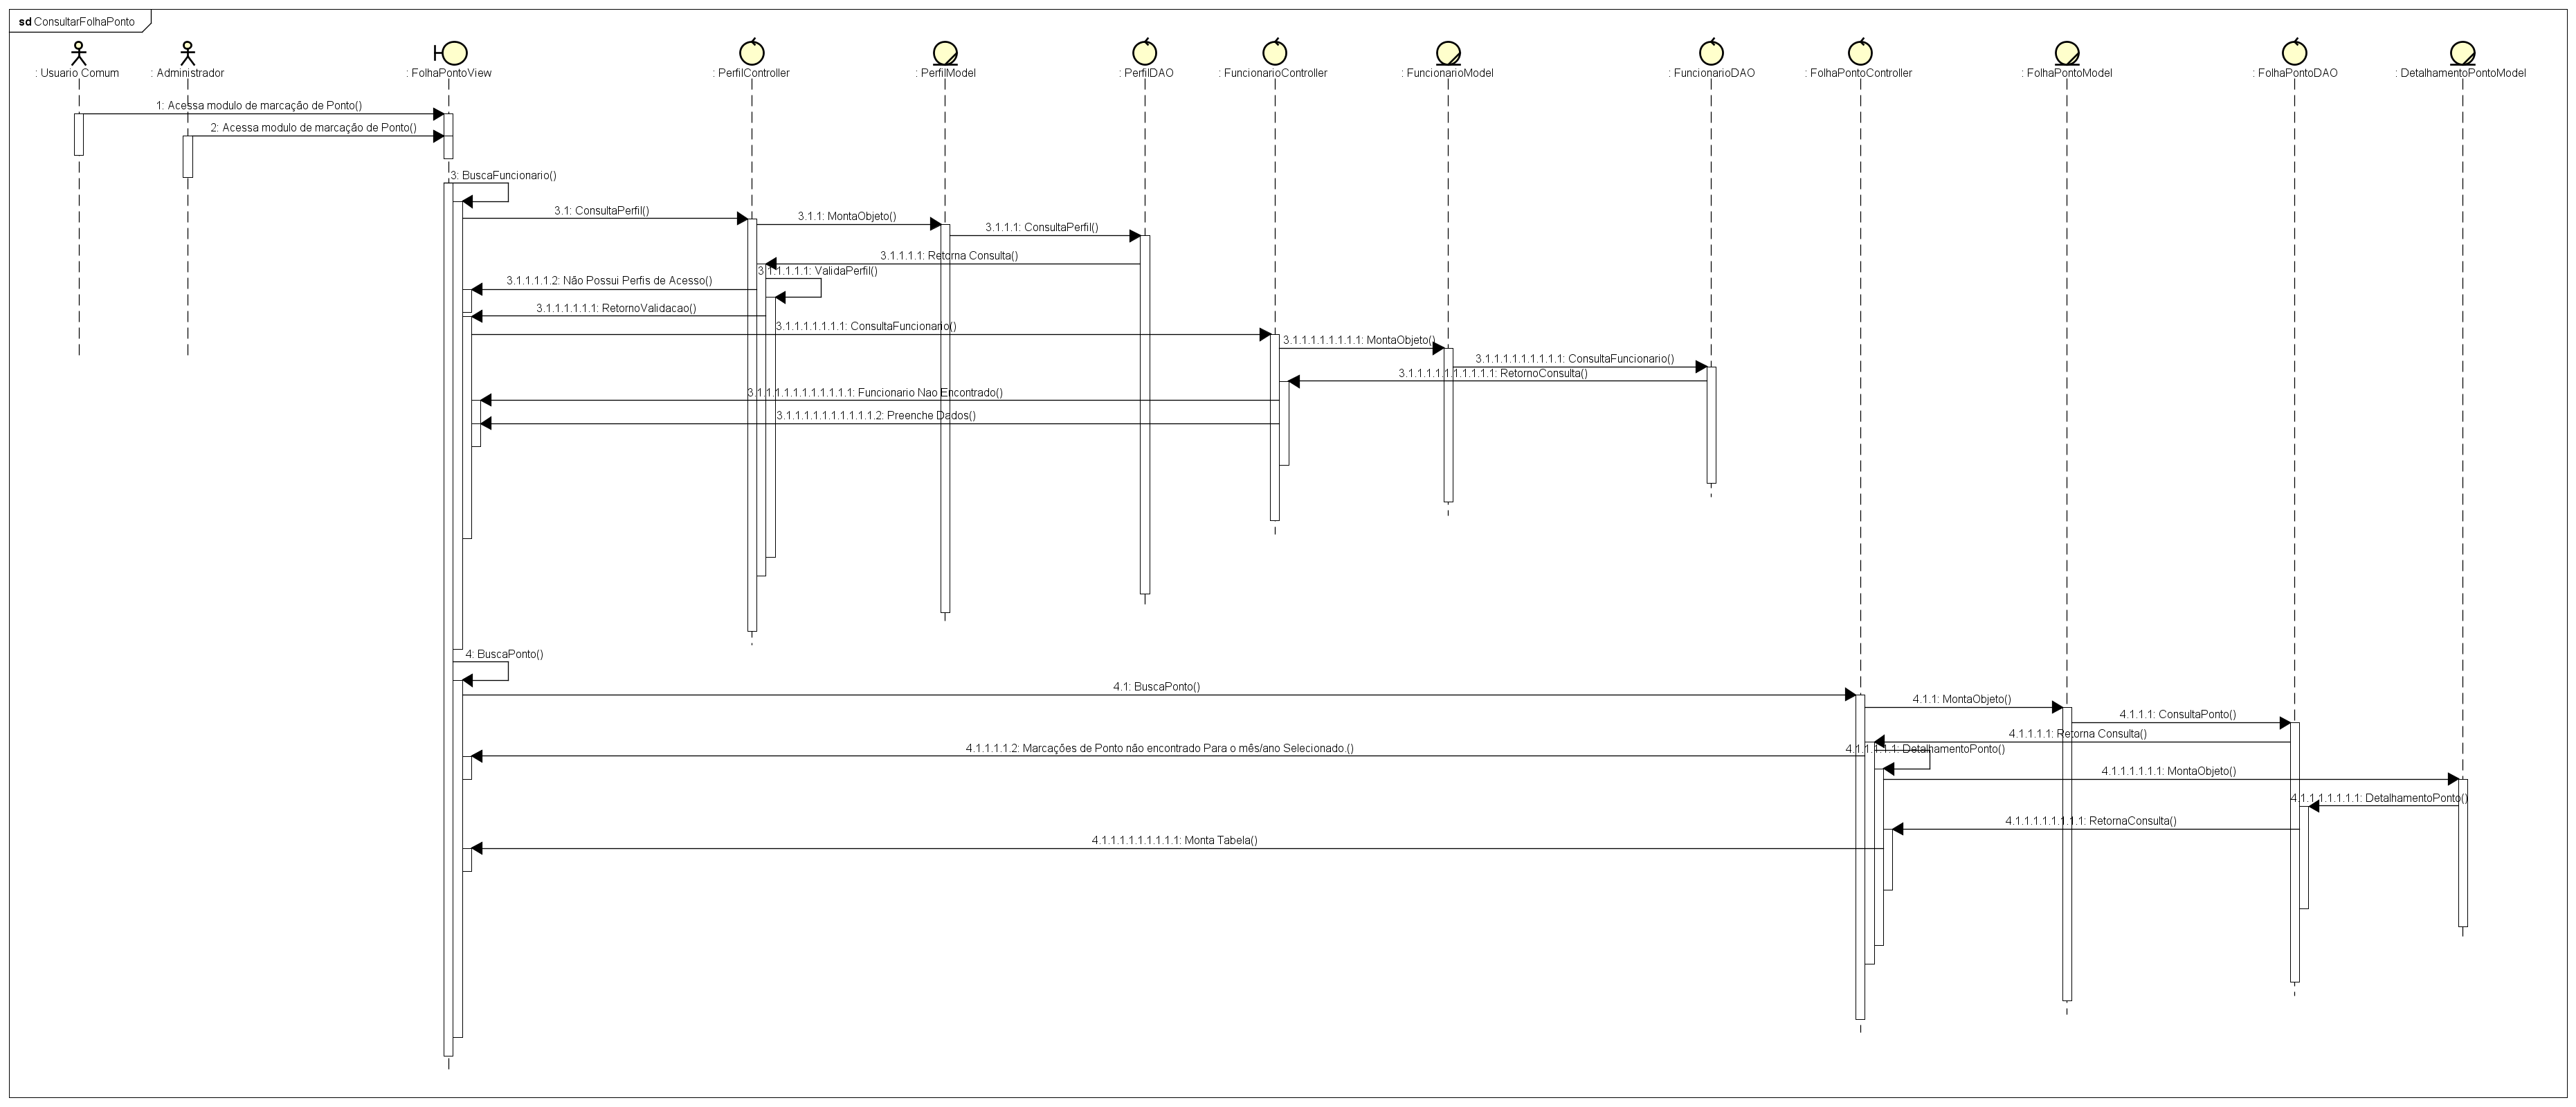 sd ConsultarFolhaPonto
: Usuario Comum
: Administrador
: FolhaPontoView
: PerfilController
: PerfilModel
: PerfilDAO
: FuncionarioController
: FuncionarioModel
: FuncionarioDAO
: FolhaPontoController
: FolhaPontoModel
: FolhaPontoDAO
: DetalhamentoPontoModel
1: Acessa modulo de marcação de Ponto()
2: Acessa modulo de marcação de Ponto()
3: BuscaFuncionario()
3.1: ConsultaPerfil()
3.1.1: MontaObjeto()
3.1.1.1: ConsultaPerfil()
3.1.1.1.1: Retorna Consulta()
3.1.1.1.1.1: ValidaPerfil()
3.1.1.1.1.2: Não Possui Perfis de Acesso()
3.1.1.1.1.1.1: RetornoValidacao()
3.1.1.1.1.1.1.1: ConsultaFuncionario()
3.1.1.1.1.1.1.1.1: MontaObjeto()
3.1.1.1.1.1.1.1.1.1: ConsultaFuncionario()
3.1.1.1.1.1.1.1.1.1.1: RetornoConsulta()
3.1.1.1.1.1.1.1.1.1.1.1: Funcionario Nao Encontrado()
3.1.1.1.1.1.1.1.1.1.1.2: Preenche Dados()
4: BuscaPonto()
4.1: BuscaPonto()
4.1.1: MontaObjeto()
4.1.1.1: ConsultaPonto()
4.1.1.1.1: Retorna Consulta()
4.1.1.1.1.1: DetalhamentoPonto()
4.1.1.1.1.2: Marcações de Ponto não encontrado Para o mês/ano Selecionado.()
4.1.1.1.1.1.1: MontaObjeto()
4.1.1.1.1.1.1.1: DetalhamentoPonto()
4.1.1.1.1.1.1.1.1: RetornaConsulta()
4.1.1.1.1.1.1.1.1.1: Monta Tabela()